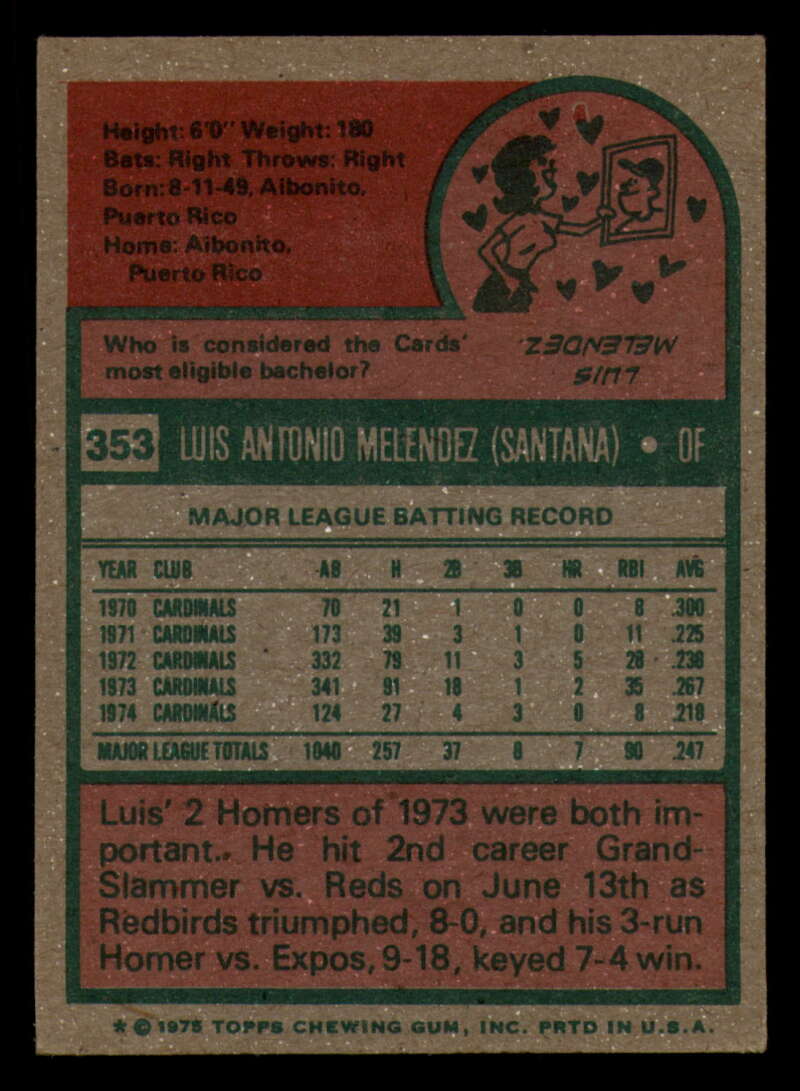 Height: 6'0" Weight: 180
Bats: Right Throws: Right
Born: 8-11-49, Aibonito,
Puerto Rico
Home: Aibonito,
Puerto Rico
Who is considered the Cards'
most eligible bachelor?
LUIS
MELENDEZ
353 LUIS ANTONIO MELENDEZ (SANTANA) • OF
MAJOR LEAGUE BATTING RECORD
YEAR CLUB AB H 2B 3B HR RBI AVG
1970 CARDINALS 70 21 1 0 0 8 .300
1971 CARDINALS 173 39 3 1 0 11 .225
1972 CARDINALS 332 79 11 3 5 28 .238
1973 CARDINALS 341 91 18 1 2 35 .267
1974 CARDINALS 124 27 4 3 0 8 .218
MAJOR LEAGUE TOTALS 1040 257 37 8 7 90 .247
Luis' 2 Homers of 1973 were both im-
portant.. He hit 2nd career Grand-
Slammer vs. Reds on June 13th as
Redbirds triumphed, 8-0, and his 3-run
Homer vs. Expos, 9-18, keyed 7-4 win.
* © 1975 TOPPS CHEWING GUM, INC. PRTD IN U.S.A.